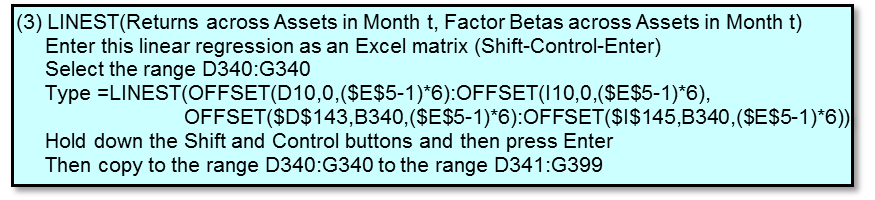 (3) LINEST(Returns across Assets in Month t, Factor Betas across Assets in Month t)
Enter this linear regression as an Excel matrix (Shift-Control-Enter)
Select the range D340:G340
Type =LINEST(OFFSET(D10,0,($E$5-1)*6):OFFSET(I10,0,($E$5-1)*6),
OFFSET($D$143,B340,($E$5-1)*6):OFFSET($I$145,B340,($E$5-1)*6))
Hold down the Shift and Control buttons and then press Enter
Then copy to the range D340:G340 to the range D341:G399